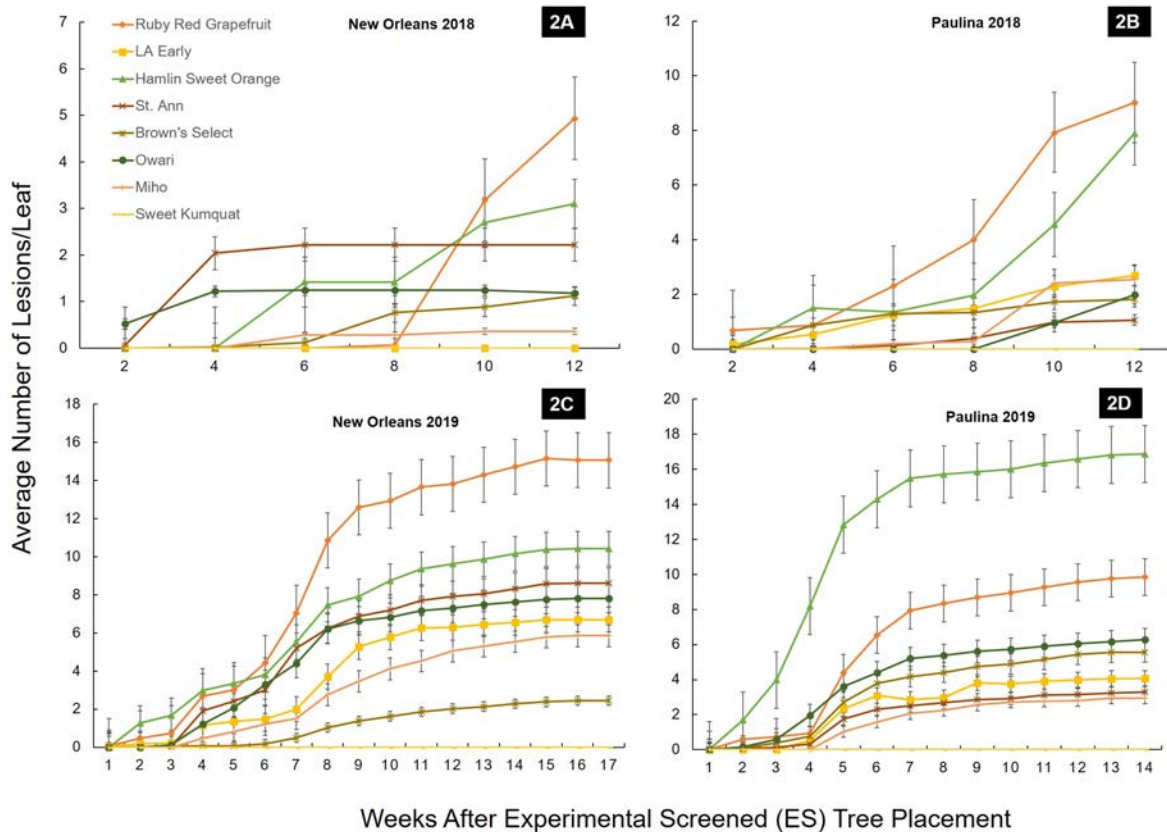 Average Number of Lesions/Leaf
New Orleans 2018
2A
Ruby Red Grapefruit
LA Early
Hamlin Sweet Orange
St. Ann
Brown's Select
Owari
Miho
Sweet Kumquat
7
6
5
4
3
2
1
0
2 4 6 8 10 12
Paulina 2018
2B
12
10
8
6
4
2
0
2 4 6 8 10 12
New Orleans 2019
2C
18
16
14
12
10
8
6
4
2
0
1 2 3 4 5 6 7 8 9 10 11 12 13 14 15 16 17
Paulina 2019
2D
20
18
16
14
12
10
8
6
4
2
0
1 2 3 4 5 6 7 8 9 10 11 12 13 14
Weeks After Experimental Screened (ES) Tree Placement